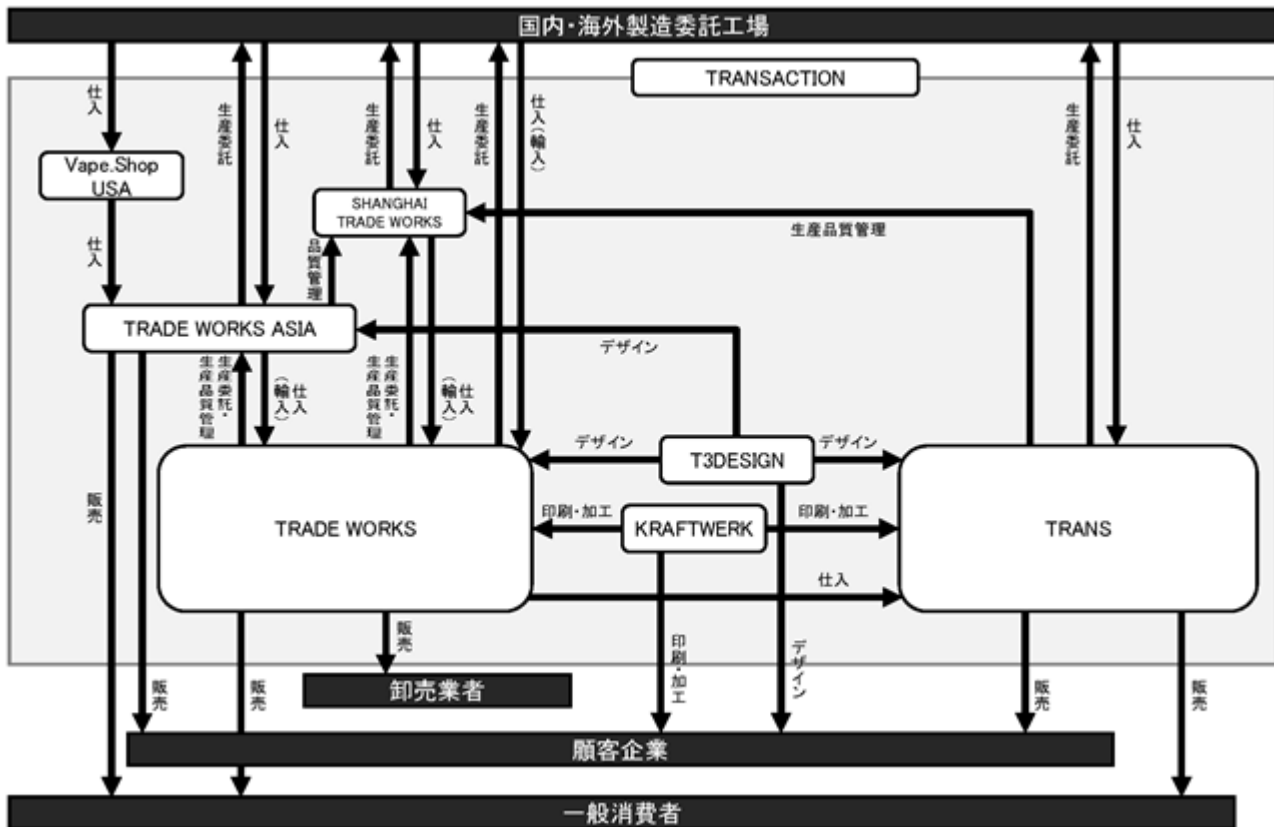 国内・海外製造委託工場
TRANSACTION
仕入
生産委託
仕入
生産委託
仕入
生産委託
仕入(輸入)
生産委託
仕入
Vape.Shop
USA
SHANGHAI
TRADE WORKS
生産品質管理
仕入
品質管理
TRADE WORKS ASIA
デザイン
生産委託・
生産品質管理
仕入
(輸入)
生産委託・
生産品質管理
仕入
(輸入)
デザイン
T3DESIGN
デザイン
TRADE WORKS
印刷・加工
KRAFTWERK
印刷・加工
TRANS
仕入
販売
販売
卸売業者
販売
販売
印刷・加工
デザイン
販売
販売
顧客企業
一般消費者